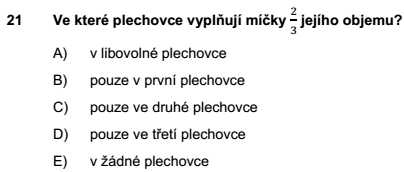 21 Ve které plechovce vyplňují míčky 2/3 jejího objemu?
A) v libovolné plechovce
B) pouze v první plechovce
C) pouze ve druhé plechovce
D) pouze ve třetí plechovce
E) v žádné plechovce